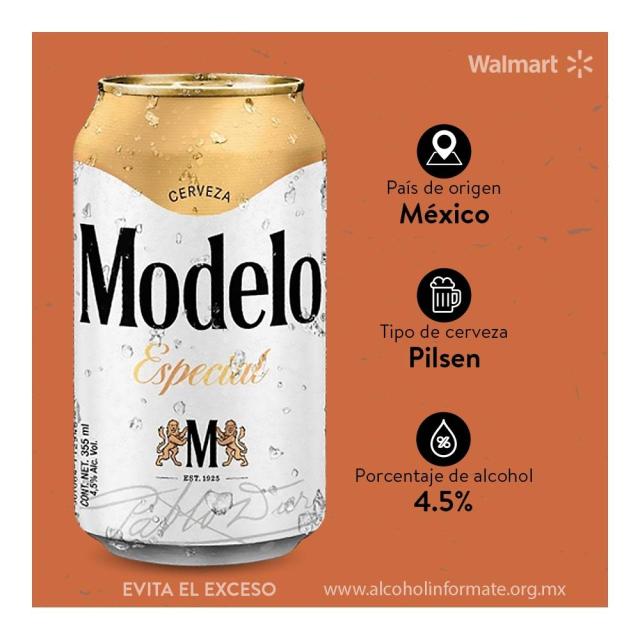 Walmart
CERVEZA
Modelo
Especial
M
EST. 1925
CONT. NET. 355 ml
4.5% Alc. Vol.
País de origen
México
Tipo de cerveza
Pilsen
%
Porcentaje de alcohol
4.5%
EVITA EL EXCESO
www.alcoholinformate.org.mx